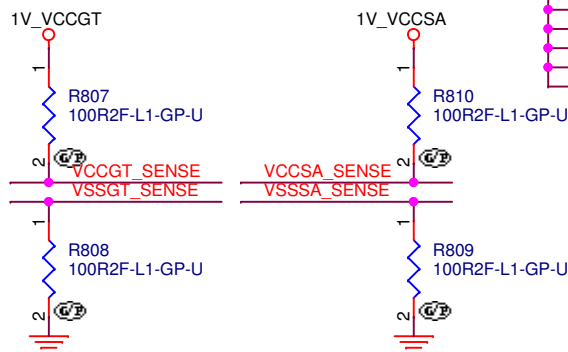 1V_VCCGT
1
R807
100R2F-L1-GP-U
2
G/P
VCCGT_SENSE
VSSGT_SENSE
1
R808
100R2F-L1-GP-U
2
G/P
1V_VCCSA
1
R810
100R2F-L1-GP-U
2
G/P
VCCSA_SENSE
VSSSA_SENSE
1
R809
100R2F-L1-GP-U
2
G/P